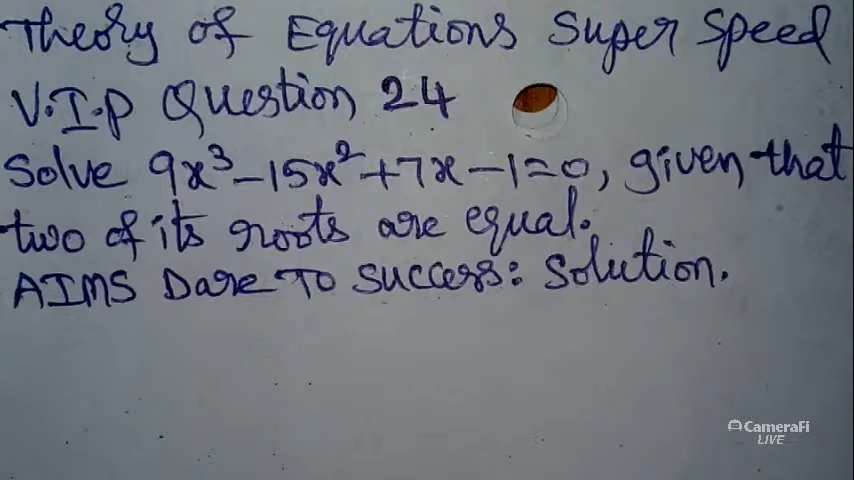 Theory of Equations Super Speed
V.I.P Question 24
Solve 9x³-15x²+7x-1=0, given that
two of its roots are equal.
AIMS Dare To Success: Solution.
CameraFi
LIVE